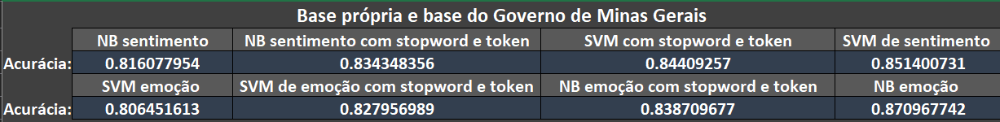 Base própria e base do Governo de Minas Gerais
NB sentimento NB sentimento com stopword e token SVM com stopword e token SVM de sentimento
Acurácia: 0.816077954 0.834348356 0.84409257 0.851400731
SVM emoção SVM de emoção com stopword e token NB emoção com stopword e token NB emoção
Acurácia: 0.806451613 0.827956989 0.838709677 0.870967742